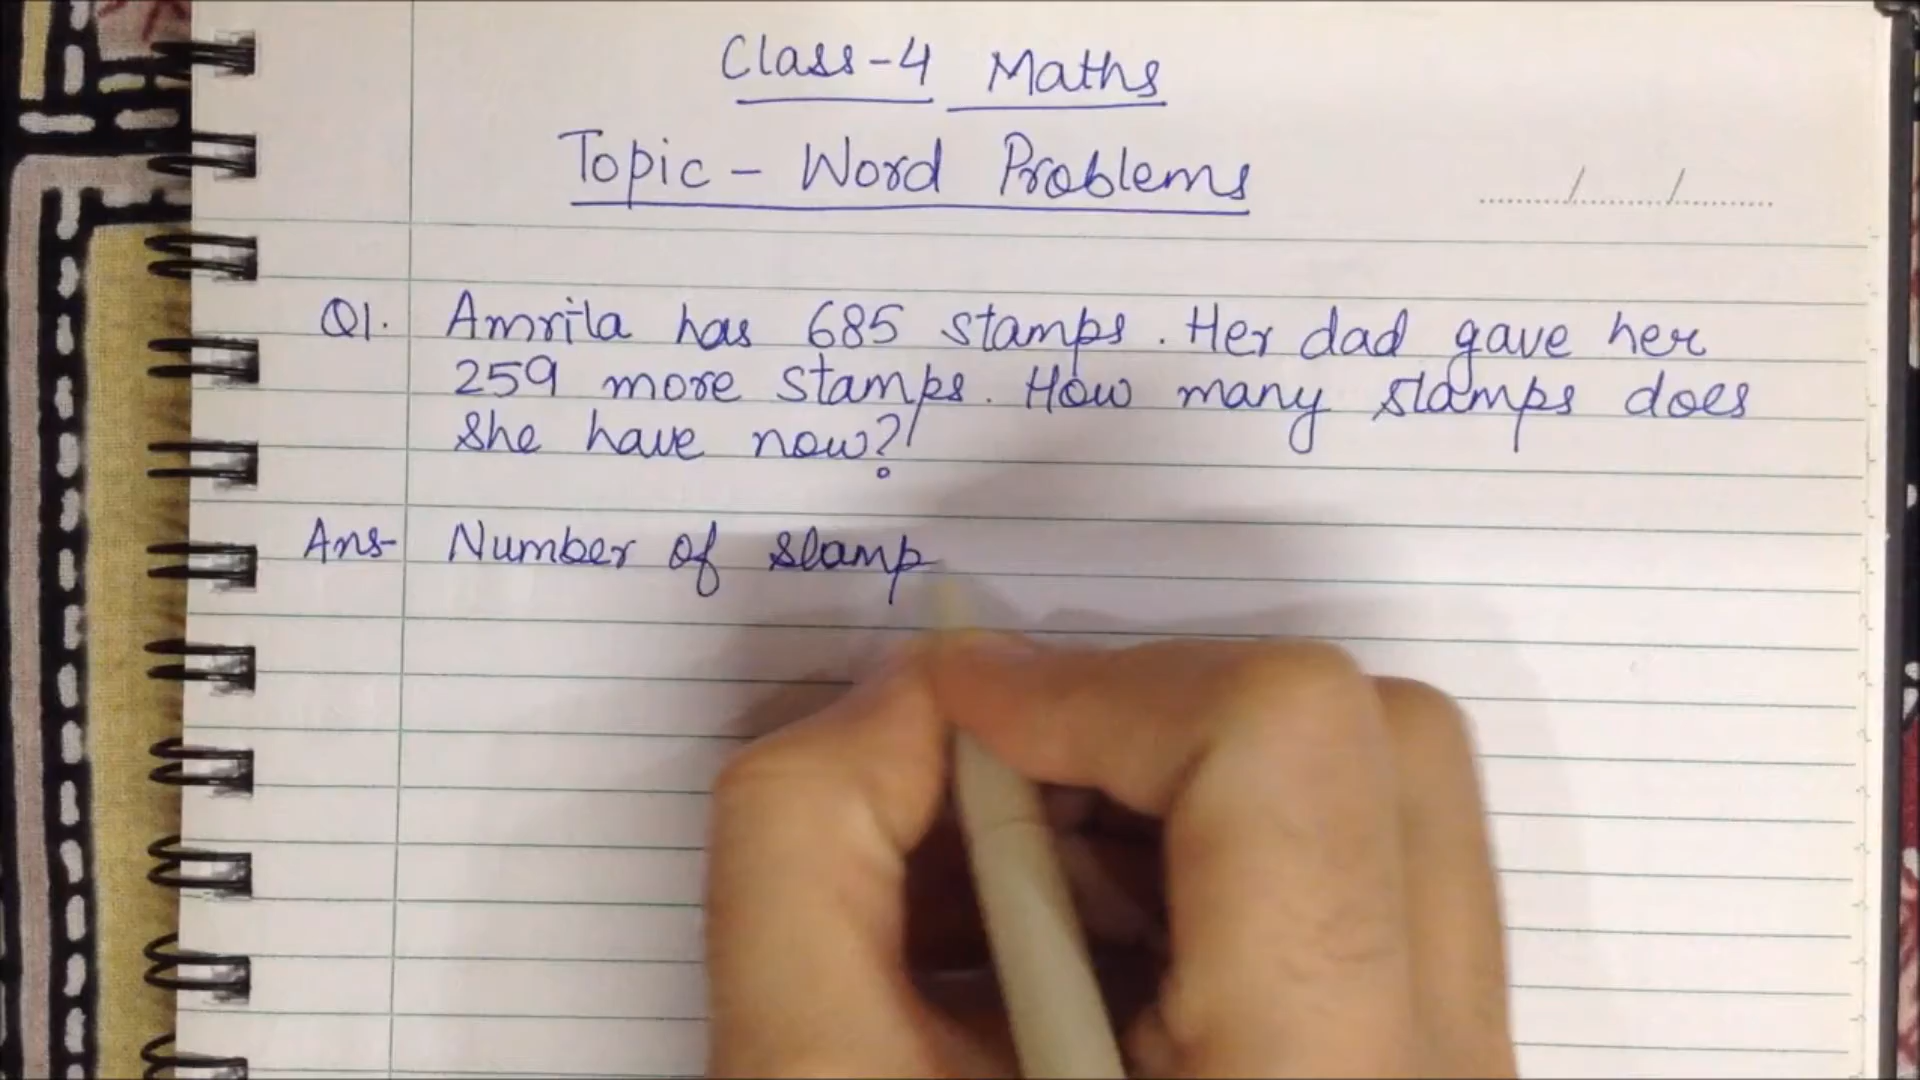 Class-4 Maths
Topic - Word Problems
Q1. Amrita has 685 stamps. Her dad gave her
259 more stamps. How many stamps does
she have now?
Ans- Number of stamp